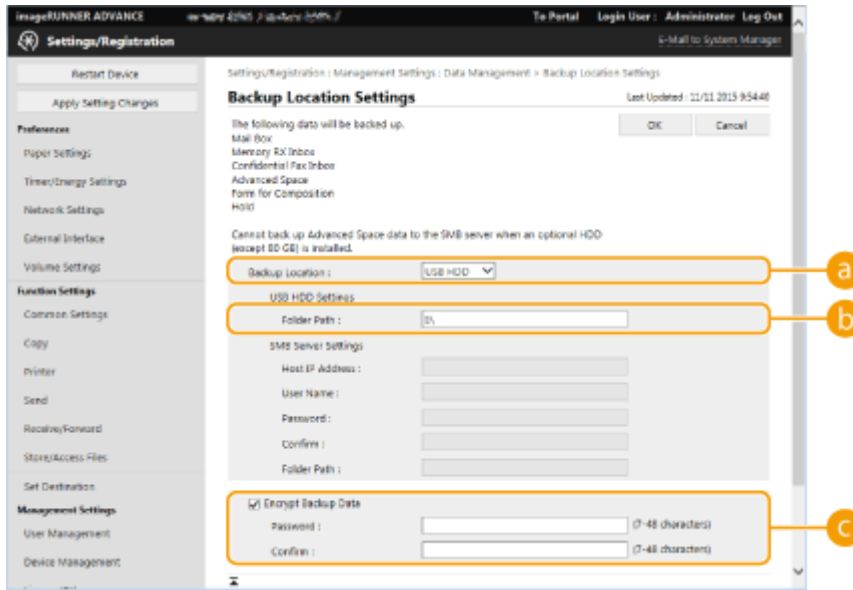 imageRUNNER ADVANCE
To Portal Login User : Administrator Log Out
Settings/Registration
E-Mail to System Manager
Restart Device
Apply Setting Changes
Preferences
Paper Settings
Timer/Energy Settings
Network Settings
External Interface
Volume Settings
Function Settings
Common Settings
Copy
Printer
Send
Receive/Forward
Store/Access Files
Set Destination
Management Settings
User Management
Device Management
Settings/Registration : Management Settings : Data Management > Backup Location Settings
Backup Location Settings
Last Updated : 11/11 2015 9:54:46
The following data will be backed up.
OK Cancel
Mail Box
Memory RX Inbox
Confidential Fax Inbox
Advanced Space
Form for Composition
Hold
Cannot back up Advanced Space data to the SMB server when an optional HDD
(except 80 GB) is installed.
Backup Location : USB HDD
a
USB HDD Settings
Folder Path :
b
SMB Server Settings
Host IP Address :
User Name :
Password :
Confirm :
Folder Path :
Encrypt Backup Data
Password : (7-48 characters)
c
Confirm : (7-48 characters)